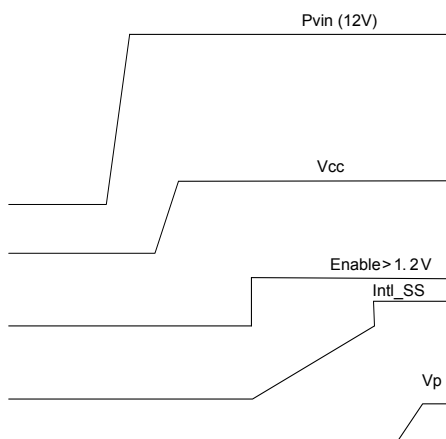 Pvin (12V)
Vcc
Enable>1.2V
Intl_SS
Vp